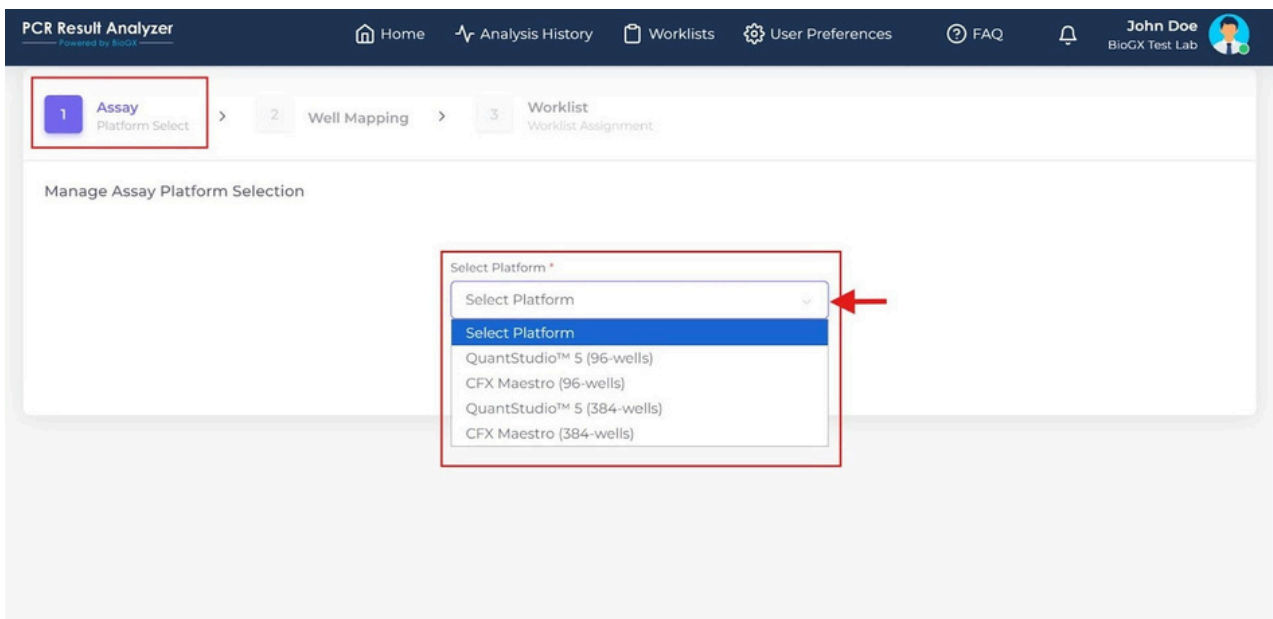 PCR Result Analyzer
Powered by BioGX
Home
Analysis History
Worklists
User Preferences
FAQ
John Doe
BioGX Test Lab
1
Assay
Platform Select
2
Well Mapping
3
Worklist
Worklist Assignment
Manage Assay Platform Selection
Select Platform *
Select Platform
Select Platform
QuantStudio™ 5 (96-wells)
CFX Maestro (96-wells)
QuantStudio™ 5 (384-wells)
CFX Maestro (384-wells)